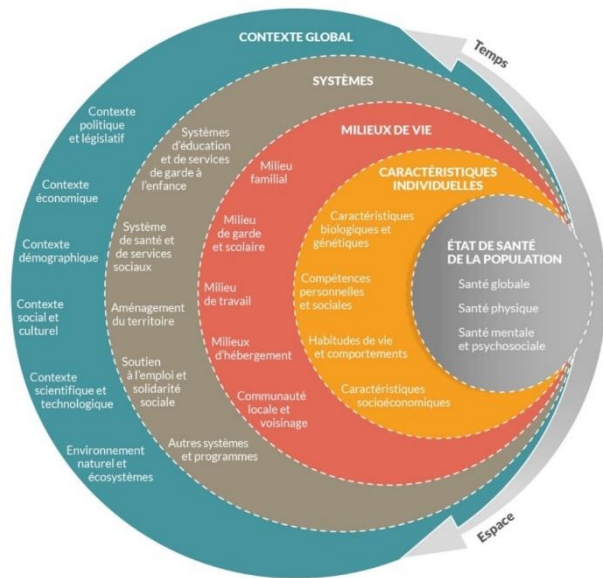 CONTEXTE GLOBAL
Contexte
politique
et législatif
Contexte
économique
Contexte
démographique
Contexte
social et
culturel
Contexte
scientifique et
technologique
Environnement
naturel et
écosystèmes
SYSTÈMES
Systèmes
d'éducation
et de services
de garde à
l'enfance
Système
de santé et
de services
sociaux
Aménagement
du territoire
Soutien
à l'emploi et
solidarité
sociale
Autres systèmes
et programmes
MILIEUX DE VIE
Milieu
familial
Milieu
de garde
et scolaire
Milieu
de travail
Milieux
d'hébergement
Communauté
locale et
voisinage
CARACTÉRISTIQUES
INDIVIDUELLES
Caractéristiques
biologiques et
génétiques
Compétences
personnelles
et sociales
Habitudes de vie
et comportements
Caractéristiques
socioéconomiques
ÉTAT DE SANTÉ
DE LA POPULATION
Santé globale
Santé physique
Santé mentale
et psychosociale
Temps
Espace